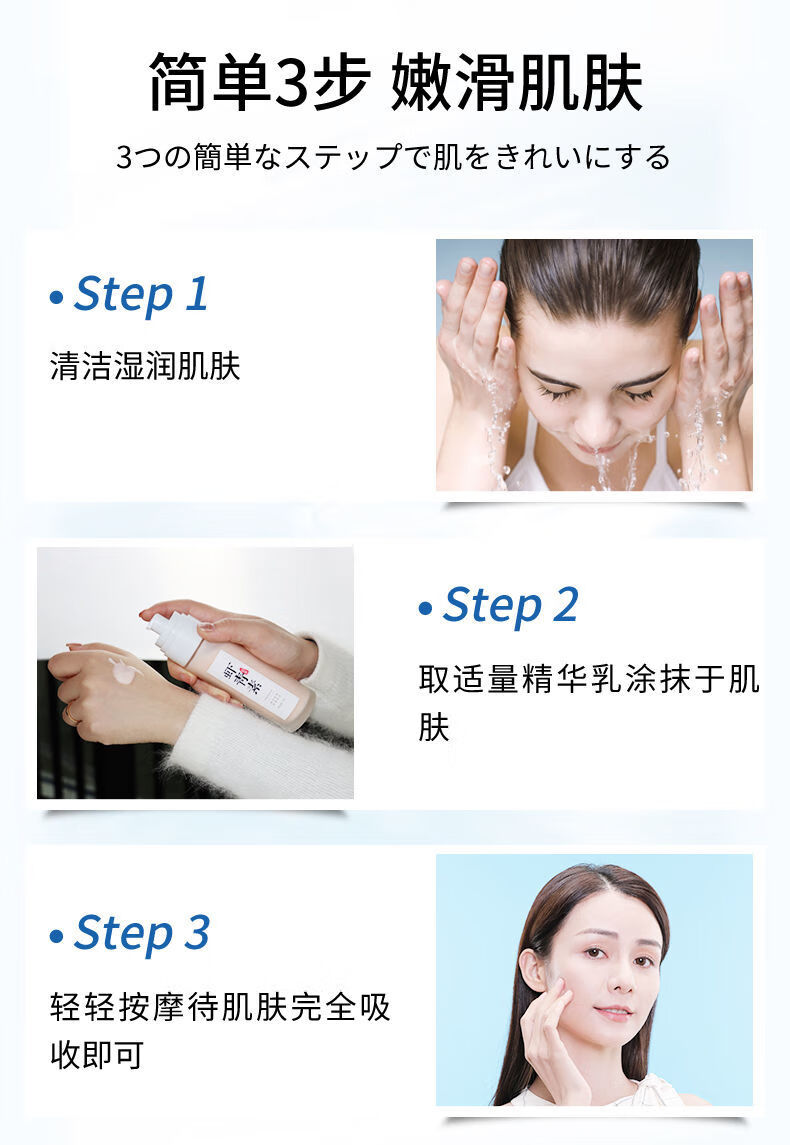 简单3步 嫩滑肌肤
3つの簡単なステップで肌をきれいにする
• Step 1
清洁湿润肌肤
• Step 2
取适量精华乳涂抹于肌
肤
虾青素
• Step 3
轻轻按摩待肌肤完全吸
收即可